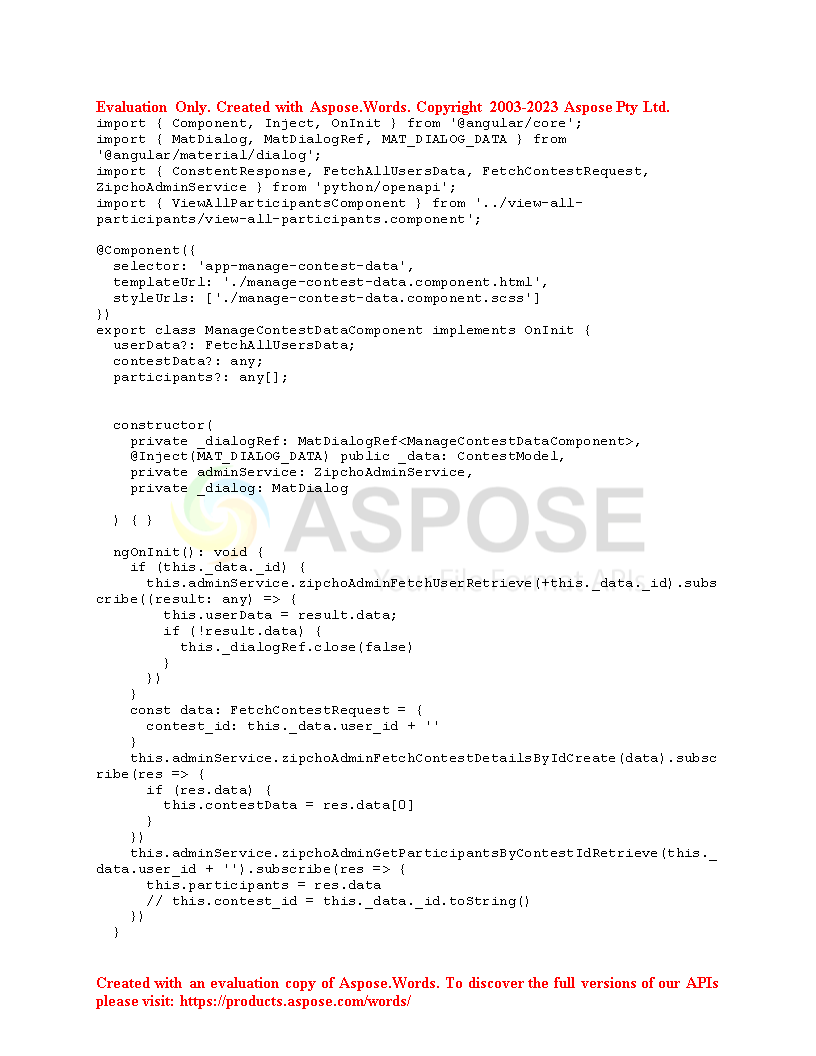 Evaluation Only. Created with Aspose.Words. Copyright 2003-2023 Aspose Pty Ltd.
import { Component, Inject, OnInit } from '@angular/core';
import { MatDialog, MatDialogRef, MAT_DIALOG_DATA } from
'@angular/material/dialog';
import { ConstentResponse, FetchAllUsersData, FetchContestRequest,
ZipchoAdminService } from 'python/openapi';
import { ViewAllParticipantsComponent } from '../view-all-
participants/view-all-participants.component';

@Component({
  selector: 'app-manage-contest-data',
  templateUrl: './manage-contest-data.component.html',
  styleUrls: ['./manage-contest-data.component.scss']
})
export class ManageContestDataComponent implements OnInit {
  userData?: FetchAllUsersData;
  contestData?: any;
  participants?: any[];


  constructor(
    private _dialogRef: MatDialogRef<ManageContestDataComponent>,
    @Inject(MAT_DIALOG_DATA) public _data: ContestModel,
    private adminService: ZipchoAdminService,
    private _dialog: MatDialog

  ) { }
ASPOSE
Your File Format APIs

  ngOnInit(): void {
    if (this._data._id) {
      this.adminService.zipchoAdminFetchUserRetrieve(+this._data._id).subs
cribe((result: any) => {
        this.userData = result.data;
        if (!result.data) {
          this._dialogRef.close(false)
        }
      })
    }
    const data: FetchContestRequest = {
      contest_id: this._data.user_id + ''
    }
    this.adminService.zipchoAdminFetchContestDetailsByIdCreate(data).subsc
ribe(res => {
      if (res.data) {
        this.contestData = res.data[0]
      }
    })
    this.adminService.zipchoAdminGetParticipantsByContestIdRetrieve(this._
data.user_id + '').subscribe(res => {
      this.participants = res.data
      // this.contest_id = this._data._id.toString()
    })
  }

Created with an evaluation copy of Aspose.Words. To discover the full versions of our APIs
please visit: https://products.aspose.com/words/